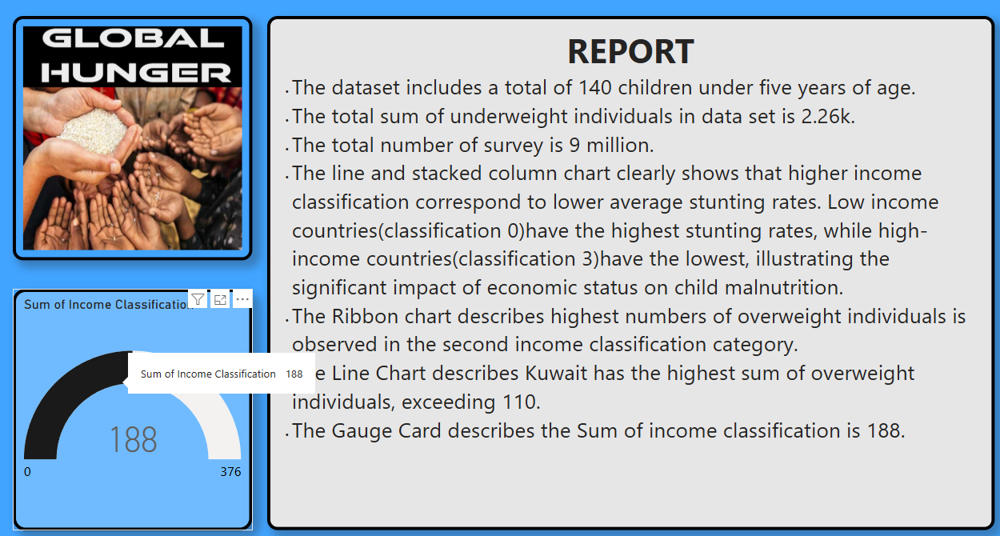 GLOBAL
HUNGER
REPORT
. The dataset includes a total of 140 children under five years of age.
. The total sum of underweight individuals in data set is 2.26k.
. The total number of survey is 9 million.
. The line and stacked column chart clearly shows that higher income
classification correspond to lower average stunting rates. Low income
countries(classification 0)have the highest stunting rates, while high-
income countries(classification 3)have the lowest, illustrating the
significant impact of economic status on child malnutrition.
. The Ribbon chart describes highest numbers of overweight individuals is
observed in the second income classification category.
e Line Chart describes Kuwait has the highest sum of overweight
individuals, exceeding 110.
. The Gauge Card describes the Sum of income classification is 188.
Sum of Income Classification
Sum of Income Classification 188
188
0 376